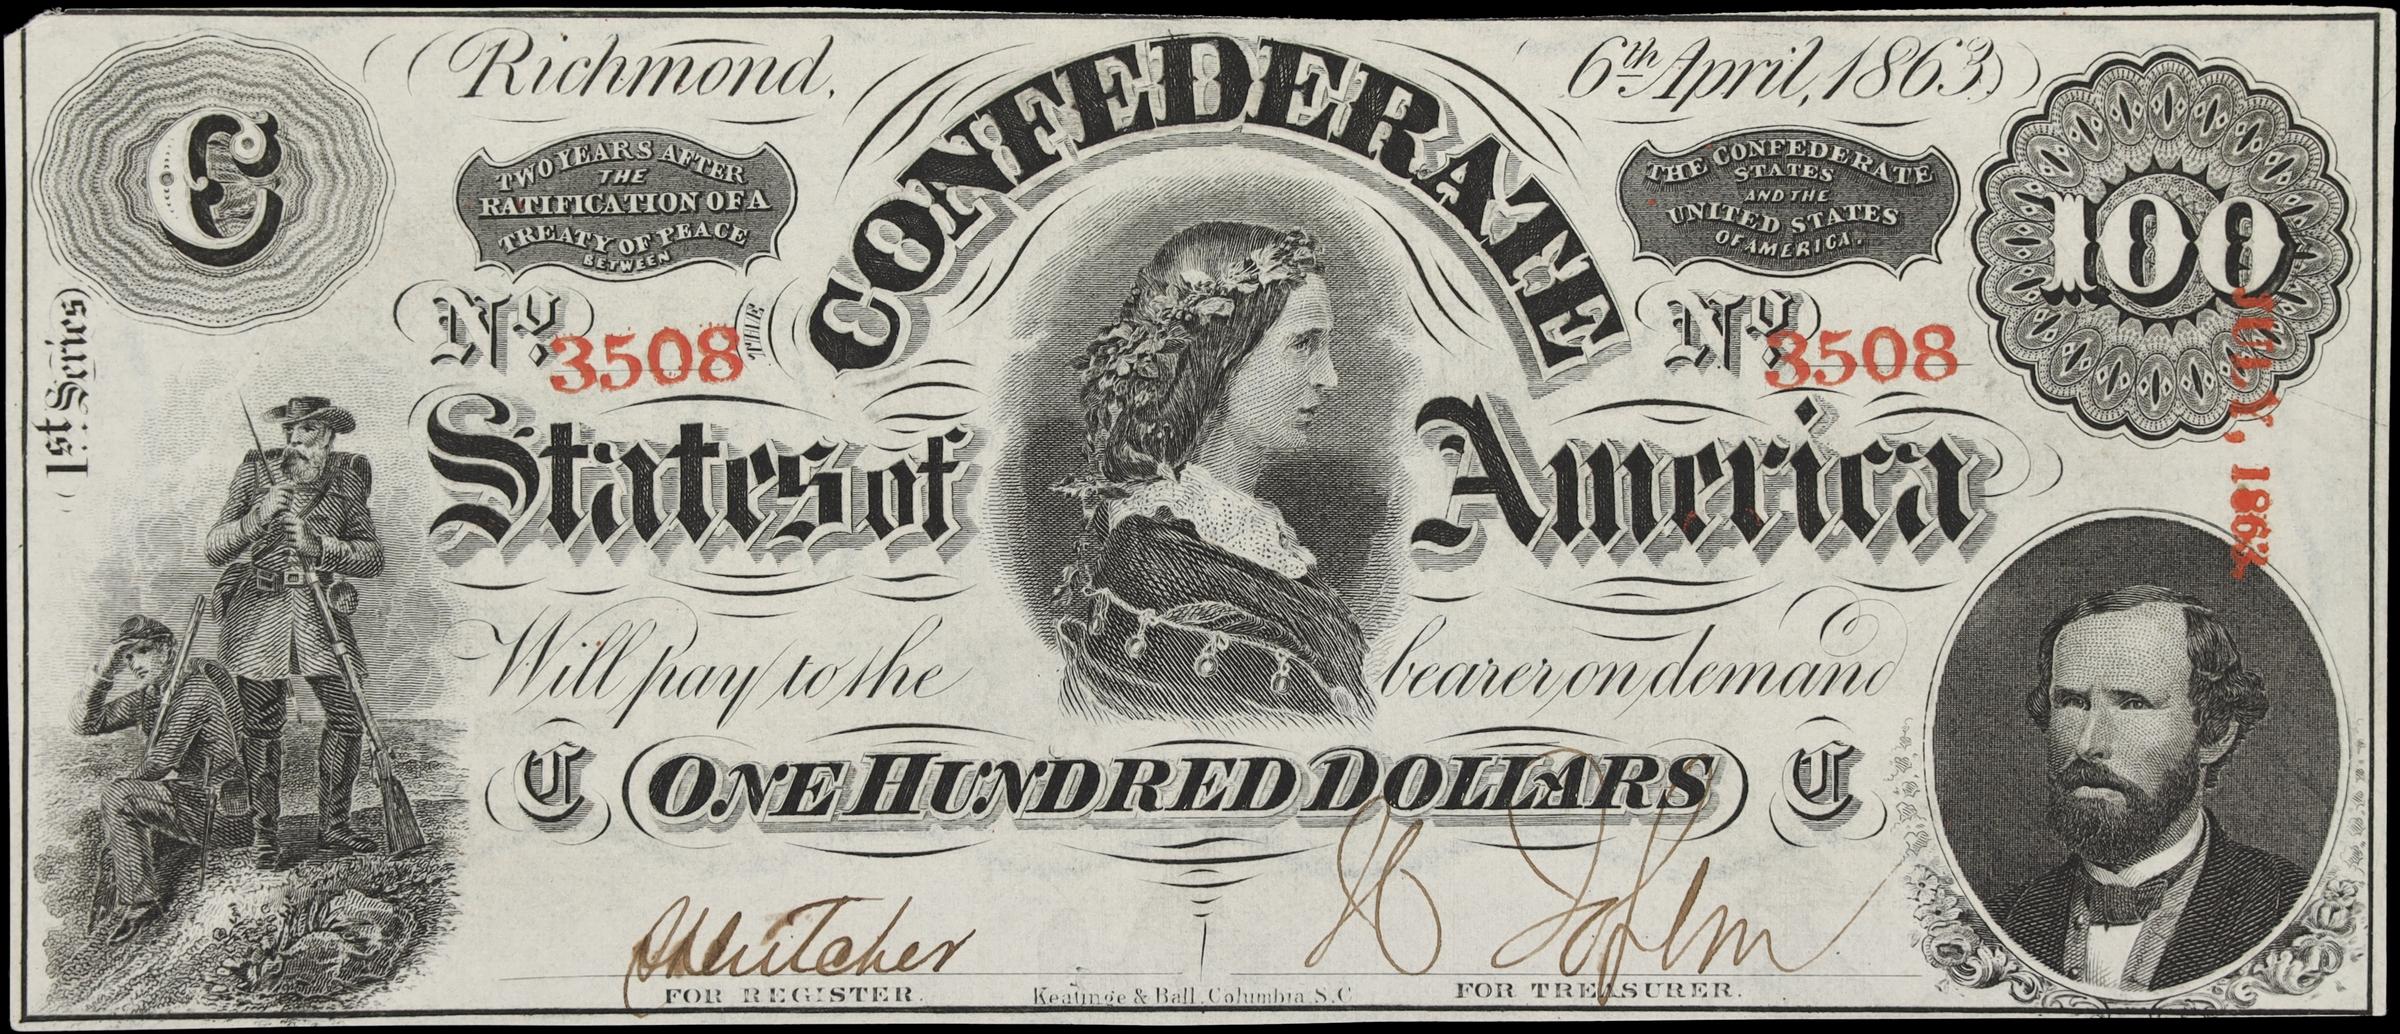 Richmond,
6th April, 1863
C
TWO YEARS AFTER
THE
RATIFICATION OF A
TREATY OF PEACE
BETWEEN
THE CONFEDERATE
STATES
AND THE
UNITED STATES
OF AMERICA.
100
1st Series
No. 3508
THE
CONFEDERATE
No. 3508
States of America
JULY, 1863
Will pay to the bearer on demand
C ONE HUNDRED DOLLARS C
FOR REGISTER.
Keatinge & Ball, Columbia S.C
FOR TREASURER.